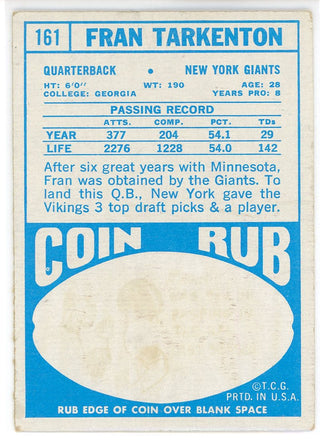 161 FRAN TARKENTON
QUARTERBACK • NEW YORK GIANTS
HT: 6'0" WT: 190 AGE: 28
COLLEGE: GEORGIA YEARS PRO: 8
PASSING RECORD
ATTS. COMP. PCT. TDs
YEAR 377 204 54.1 29
LIFE 2276 1228 54.0 142
After six great years with Minnesota,
Fran was obtained by the Giants. To
land this Q.B., New York gave the
Vikings 3 top draft picks & a player.
COIN RUB
©T.C.G.
PRTD. IN U.S.A.
RUB EDGE OF COIN OVER BLANK SPACE